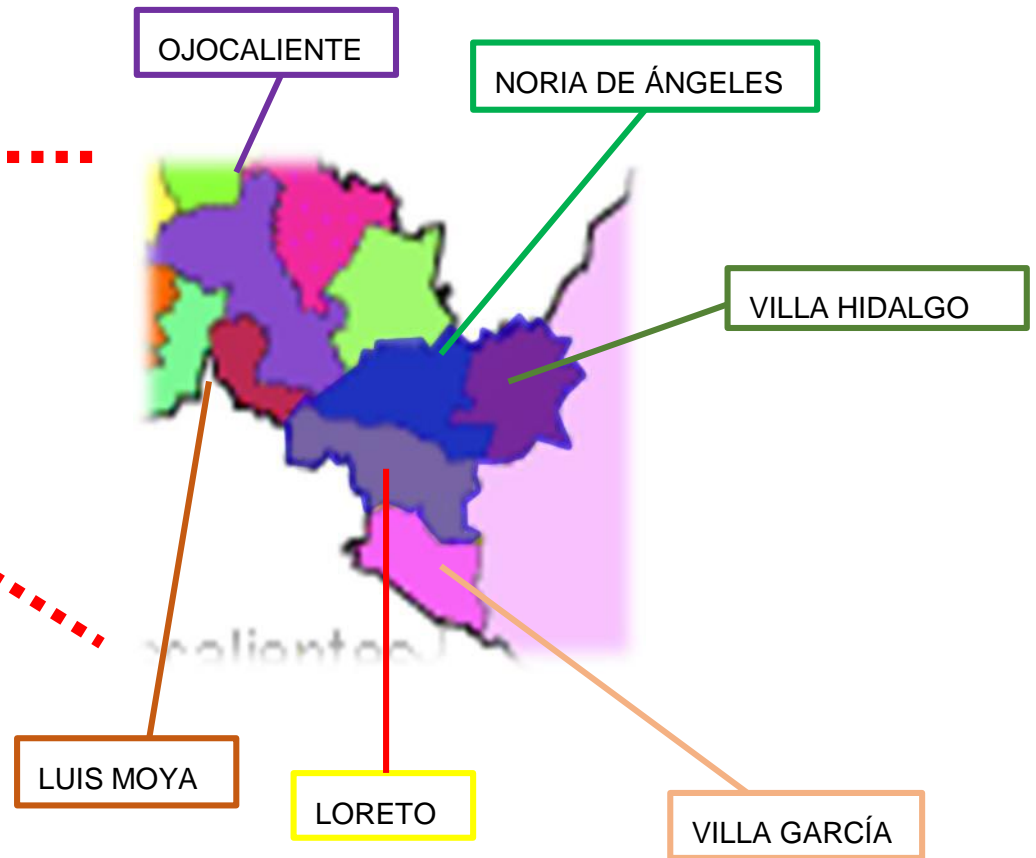 OJOCALIENTE
NORIA DE ÁNGELES
VILLA HIDALGO
LUIS MOYA
LORETO
VILLA GARCÍA